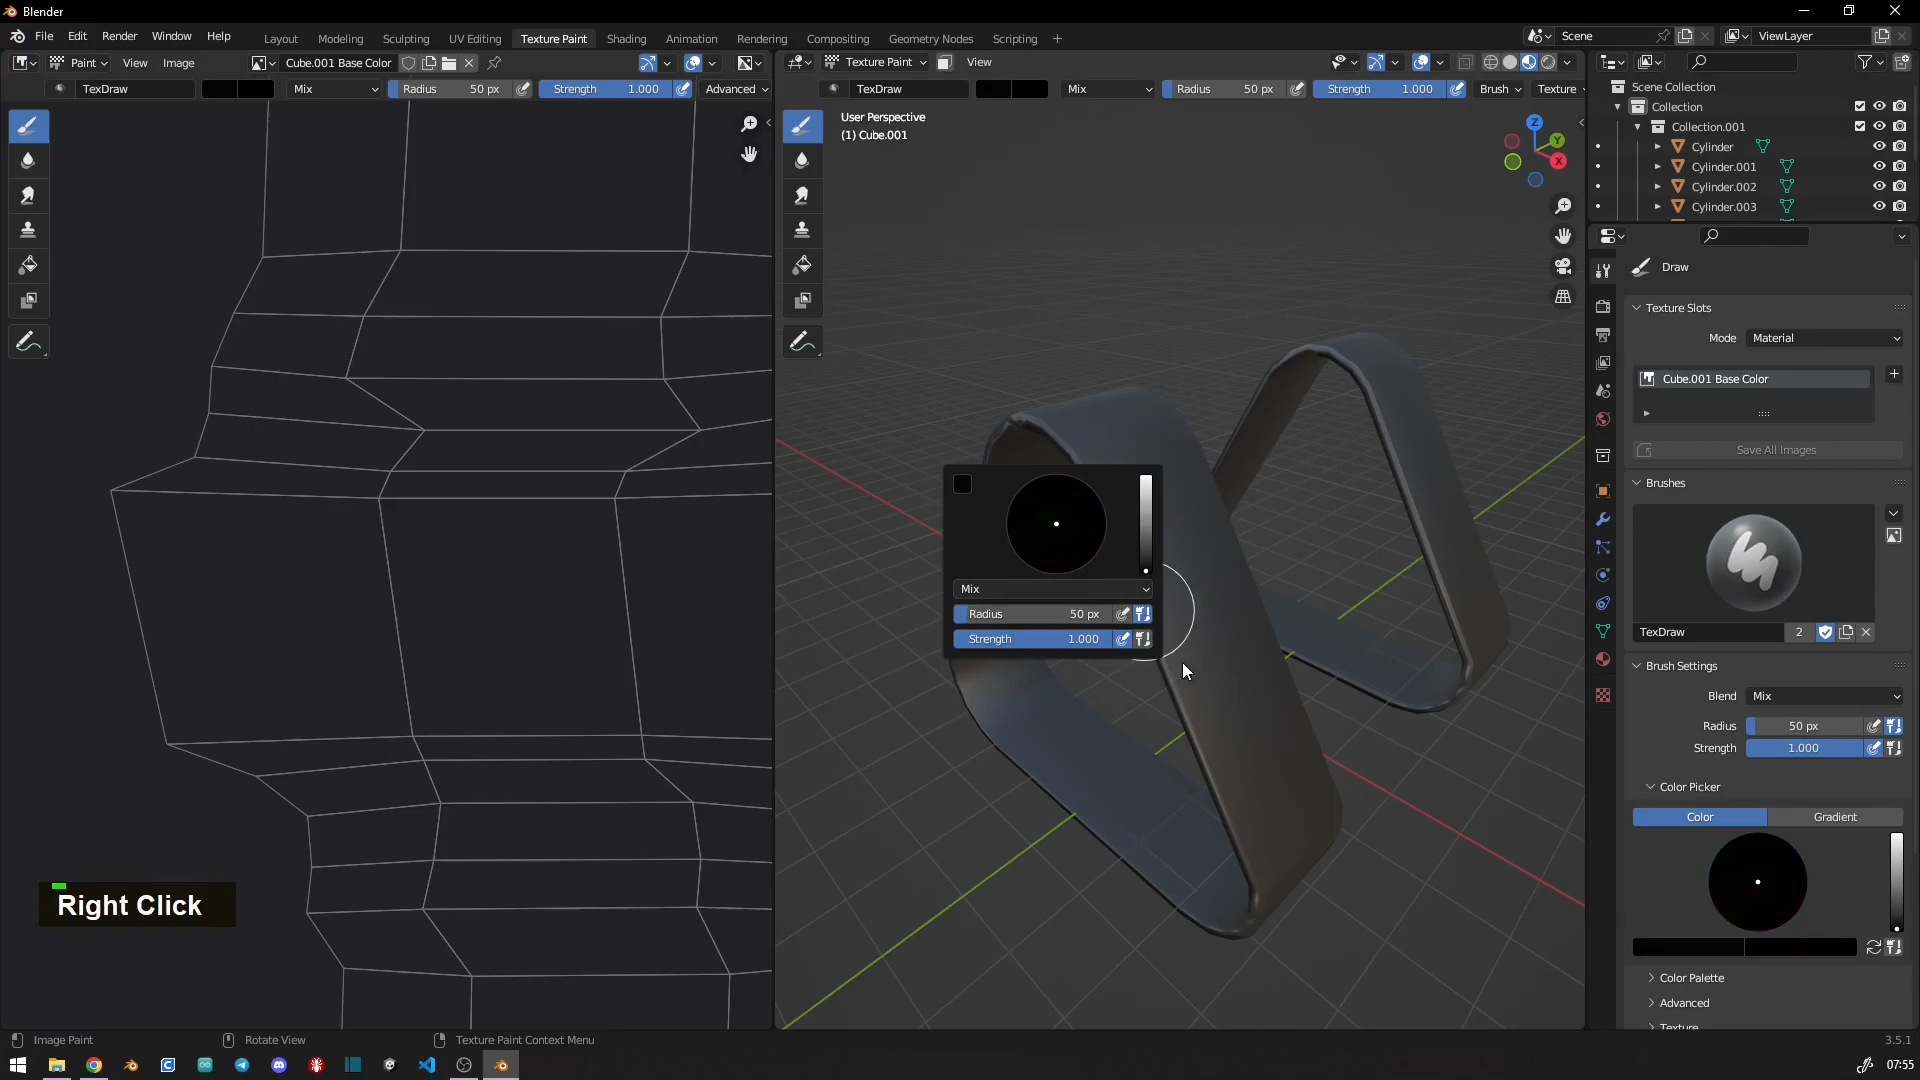 Blender
File Edit Render Window Help
Layout Modeling Sculpting UV Editing Texture Paint Shading Animation Rendering Compositing Geometry Nodes Scripting
Scene
ViewLayer
Paint View Image
Cube.001 Base Color
Texture Paint View
TexDraw Mix Radius 50 px Strength 1.000 Advanced
TexDraw Mix Radius 50 px Strength 1.000 Brush Texture
User Perspective
(1) Cube.001
Z
Y
X
Scene Collection
Collection
Collection.001
Cylinder
Cylinder.001
Cylinder.002
Cylinder.003
Draw
Texture Slots
Mode Material
Cube.001 Base Color
Save All Images
Brushes
TexDraw 2
Brush Settings
Blend Mix
Radius 50 px
Strength 1.000
Color Picker
Color Gradient
Color Palette
Advanced
Texture
Mix
Radius 50 px
Strength 1.000
Right Click
Image Paint
Rotate View
Texture Paint Context Menu
3.5.1
07:55